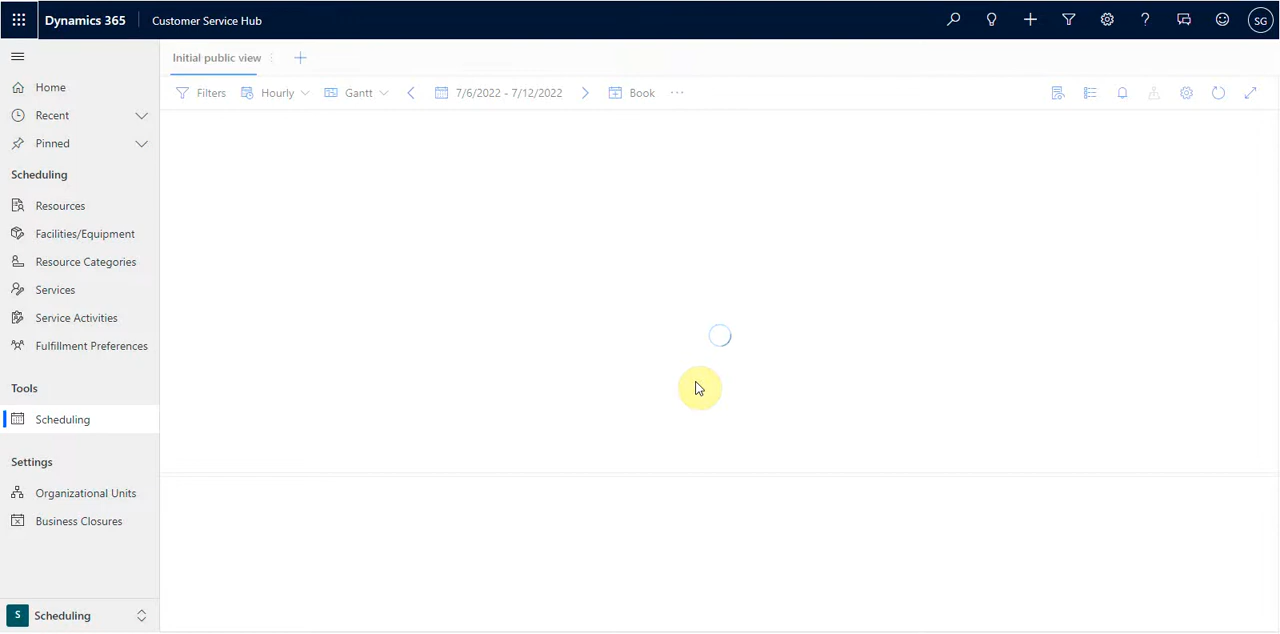 Dynamics 365 Customer Service Hub SG
Initial public view
Filters Hourly Gantt 7/6/2022 - 7/12/2022 Book
Home
Recent
Pinned
Scheduling
Resources
Facilities/Equipment
Resource Categories
Services
Service Activities
Fulfillment Preferences
Tools
Scheduling
Settings
Organizational Units
Business Closures
S Scheduling